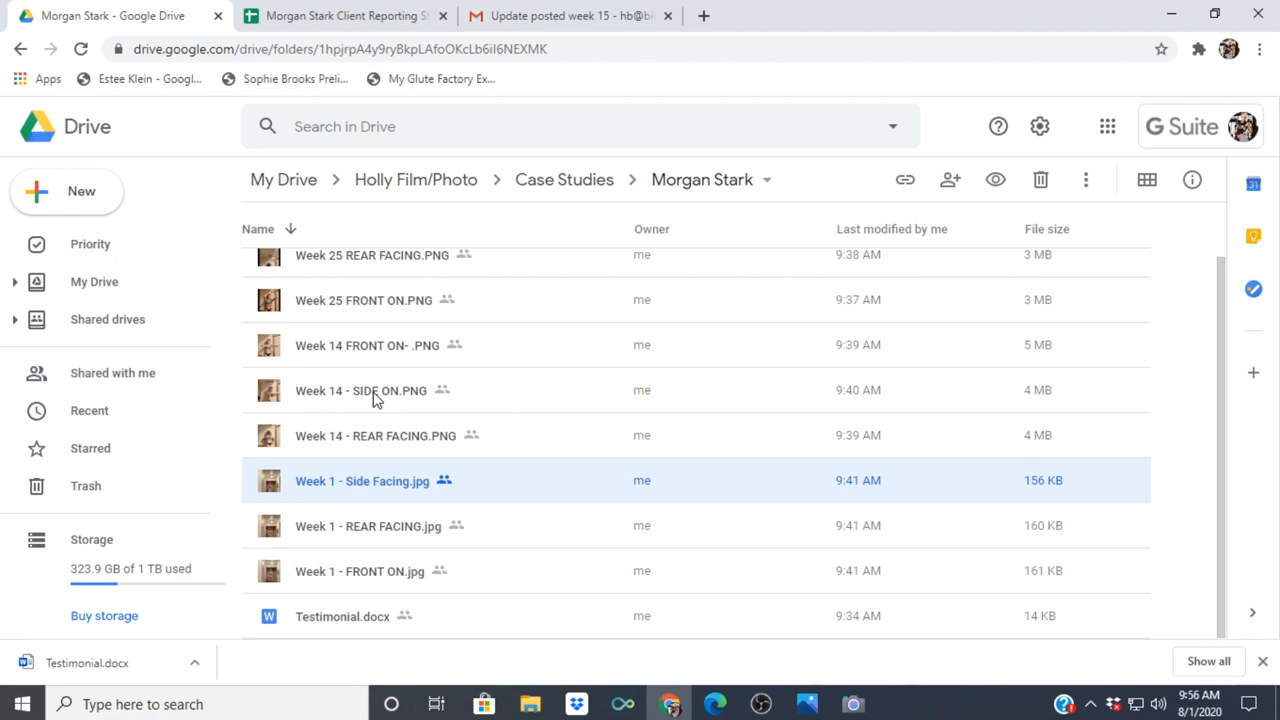 Morgan Stark - Google Drive
Morgan Stark Client Reporting S
Update posted week 15 - hb@bi
drive.google.com/drive/folders/1hpjrpA4y9ryBkpLAfoOKcLb6iI6NEXMK
Apps
Estee Klein - Googl...
Sophie Brooks Preli...
My Glute Factory Ex...
Drive
Search in Drive
G Suite
New
My Drive > Holly Film/Photo > Case Studies > Morgan Stark
Name Owner Last modified by me File size
Week 25 REAR FACING.PNG me 9:38 AM 3 MB
Week 25 FRONT ON.PNG me 9:37 AM 3 MB
Week 14 FRONT ON- .PNG me 9:39 AM 5 MB
Week 14 - SIDE ON.PNG me 9:40 AM 4 MB
Week 14 - REAR FACING.PNG me 9:39 AM 4 MB
Week 1 - Side Facing.jpg me 9:41 AM 156 KB
Week 1 - REAR FACING.jpg me 9:41 AM 160 KB
Week 1 - FRONT ON.jpg me 9:41 AM 161 KB
W Testimonial.docx me 9:34 AM 14 KB
Priority
My Drive
Shared drives
Shared with me
Recent
Starred
Trash
Storage
323.9 GB of 1 TB used
Buy storage
31
Testimonial.docx
Show all
Type here to search
9:56 AM
8/1/2020